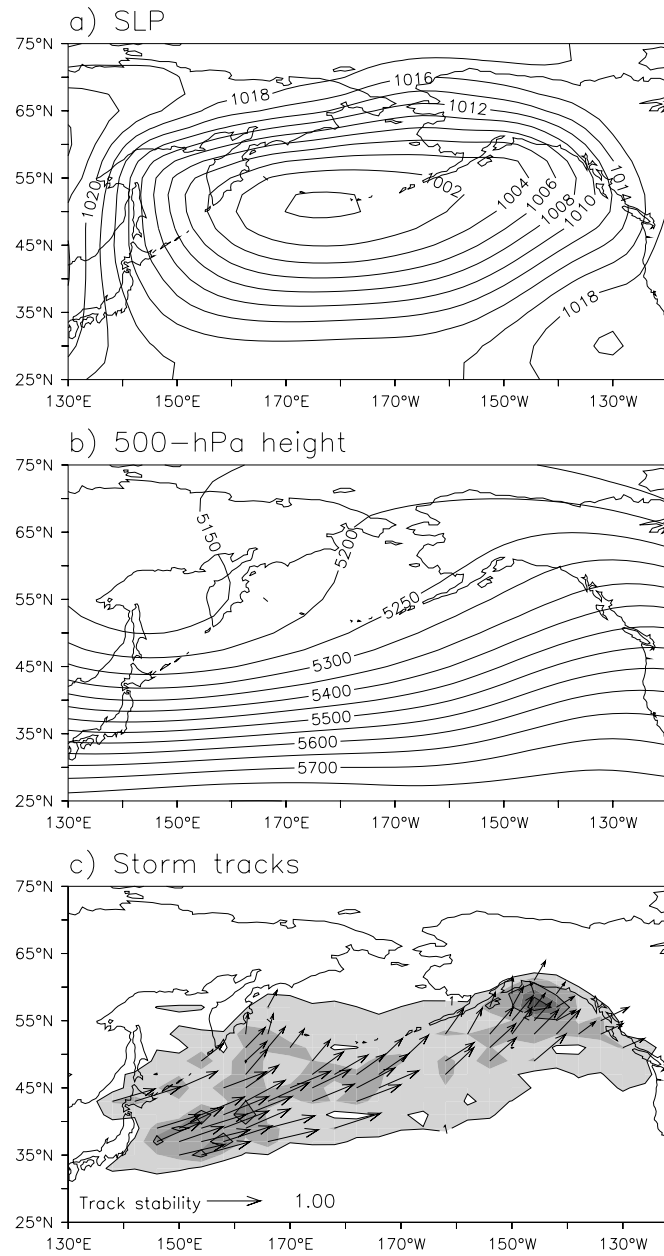 a) SLP
75°N
65°N
55°N
45°N
35°N
25°N
1018
1016
1012
1020
1002
1004
1006
1008
1010
1014
1018
130°E 150°E 170°E 170°W 150°W 130°W
b) 500-hPa height
75°N
65°N
55°N
45°N
35°N
25°N
5150
5200
5250
5300
5400
5500
5600
5700
130°E 150°E 170°E 170°W 150°W 130°W
c) Storm tracks
75°N
65°N
55°N
45°N
35°N
25°N
1
1
Track stability 1.00
130°E 150°E 170°E 170°W 150°W 130°W